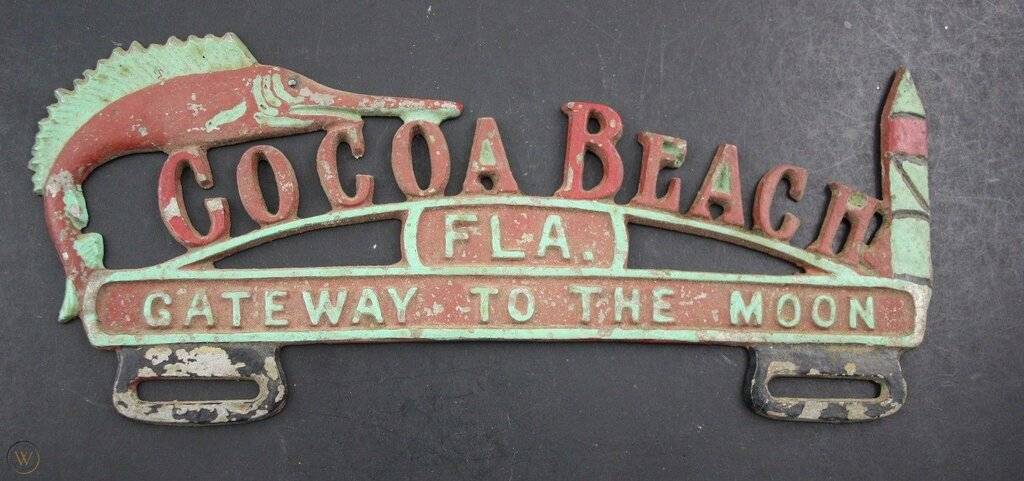 COCOA BEACH
FLA.
GATEWAY TO THE MOON
W